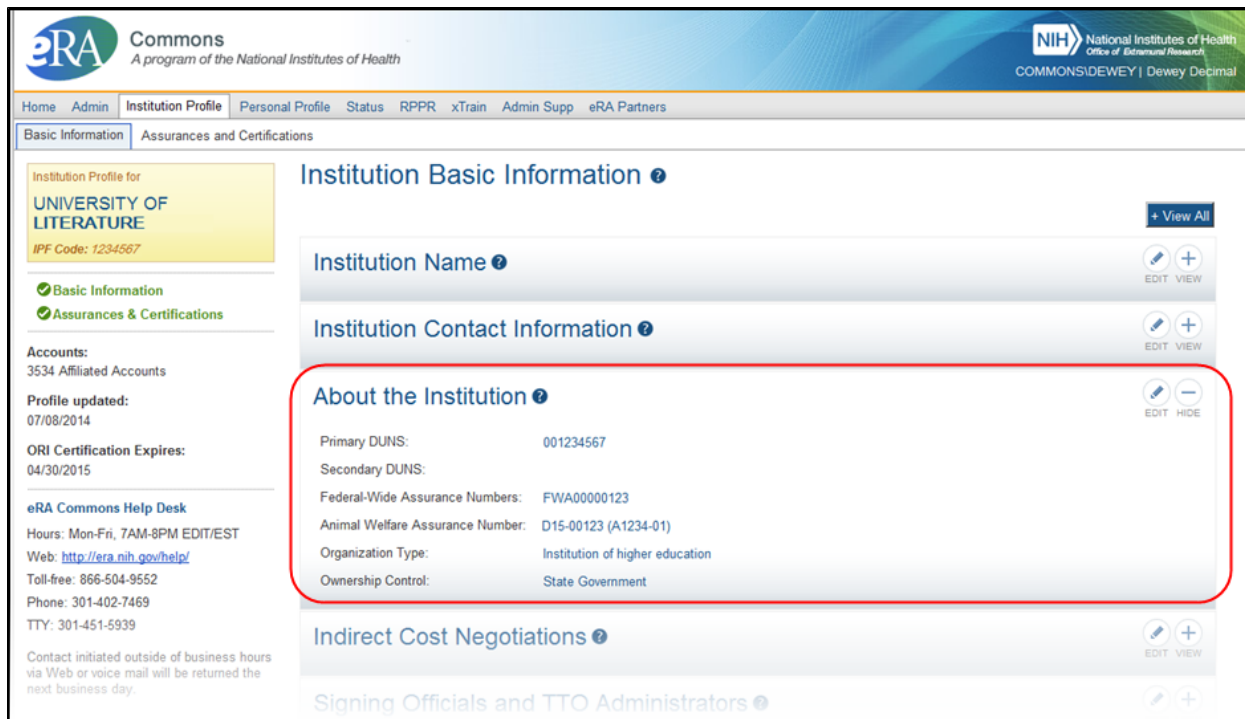 eRA
Commons
A program of the National Institutes of Health
NIH National Institutes of Health
Office of Extramural Research
COMMONS\DEWEY | Dewey Decimal
Home Admin Institution Profile Personal Profile Status RPPR xTrain Admin Supp eRA Partners
Basic Information Assurances and Certifications
Institution Profile for
UNIVERSITY OF
LITERATURE
IPF Code: 1234567
Basic Information
Assurances & Certifications
Accounts:
3534 Affiliated Accounts
Profile updated:
07/08/2014
ORI Certification Expires:
04/30/2015
eRA Commons Help Desk
Hours: Mon-Fri, 7AM-8PM EDIT/EST
Web: http://era.nih.gov/help/
Toll-free: 866-504-9552
Phone: 301-402-7469
TTY: 301-451-5939
Contact initiated outside of business hours
via Web or voice mail will be returned the
next business day.
Institution Basic Information ?
+ View All
Institution Name ?
EDIT VIEW
Institution Contact Information ?
EDIT VIEW
About the Institution ?
EDIT HIDE
Primary DUNS: 001234567
Secondary DUNS:
Federal-Wide Assurance Numbers: FWA00000123
Animal Welfare Assurance Number: D15-00123 (A1234-01)
Organization Type: Institution of higher education
Ownership Control: State Government
Indirect Cost Negotiations ?
EDIT VIEW
Signing Officials and TTO Administrators ?